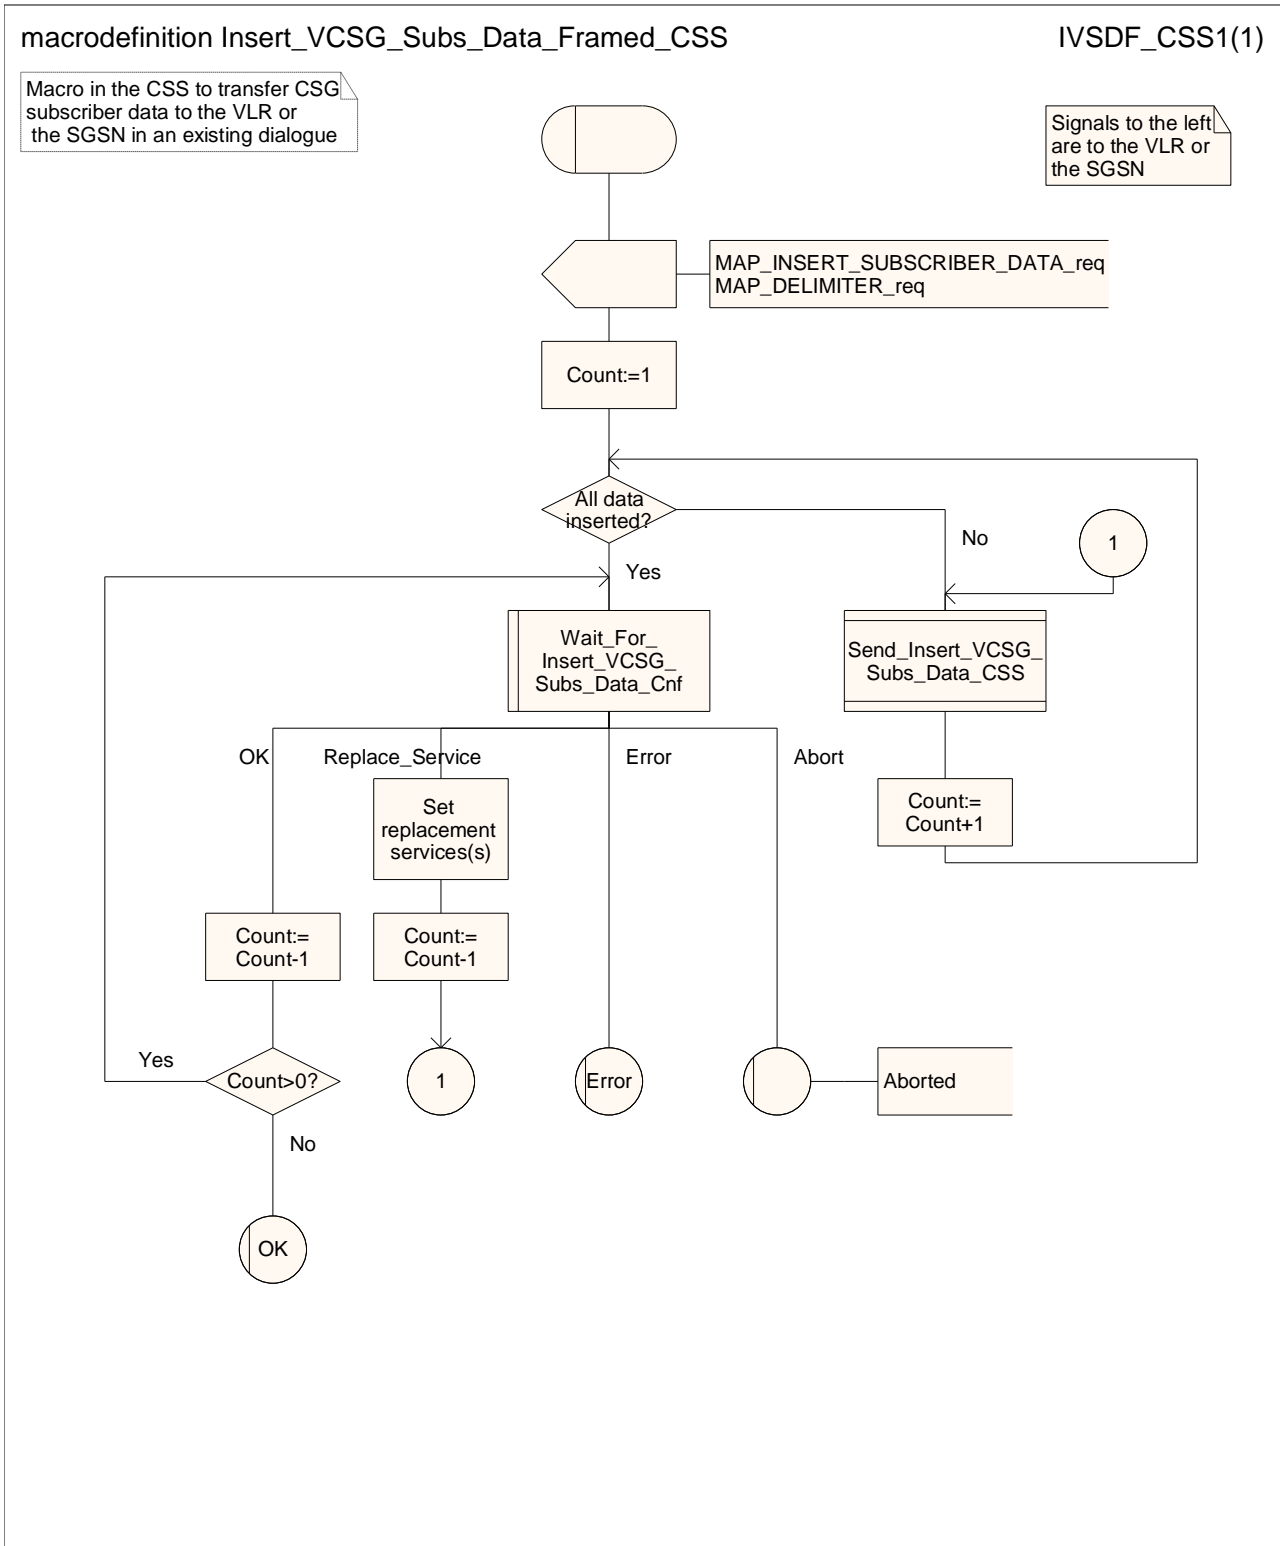 macrodefinition Insert_VCSG_Subs_Data_Framed_CSS
IVSDF_CSS1(1)
Macro in the CSS to transfer CSG
subscriber data to the VLR or
the SGSN in an existing dialogue
Signals to the left
are to the VLR or
the SGSN
MAP_INSERT_SUBSCRIBER_DATA_req
MAP_DELIMITER_req
Count:=1
All data
inserted?
No
1
Yes
Wait_For_
Insert_VCSG_
Subs_Data_Cnf
Send_Insert_VCSG_
Subs_Data_CSS
OK
Replace_Service
Error
Abort
Set
replacement
services(s)
Count:=
Count+1
Count:=
Count-1
Count:=
Count-1
Yes
Count>0?
1
Error
Aborted
No
OK